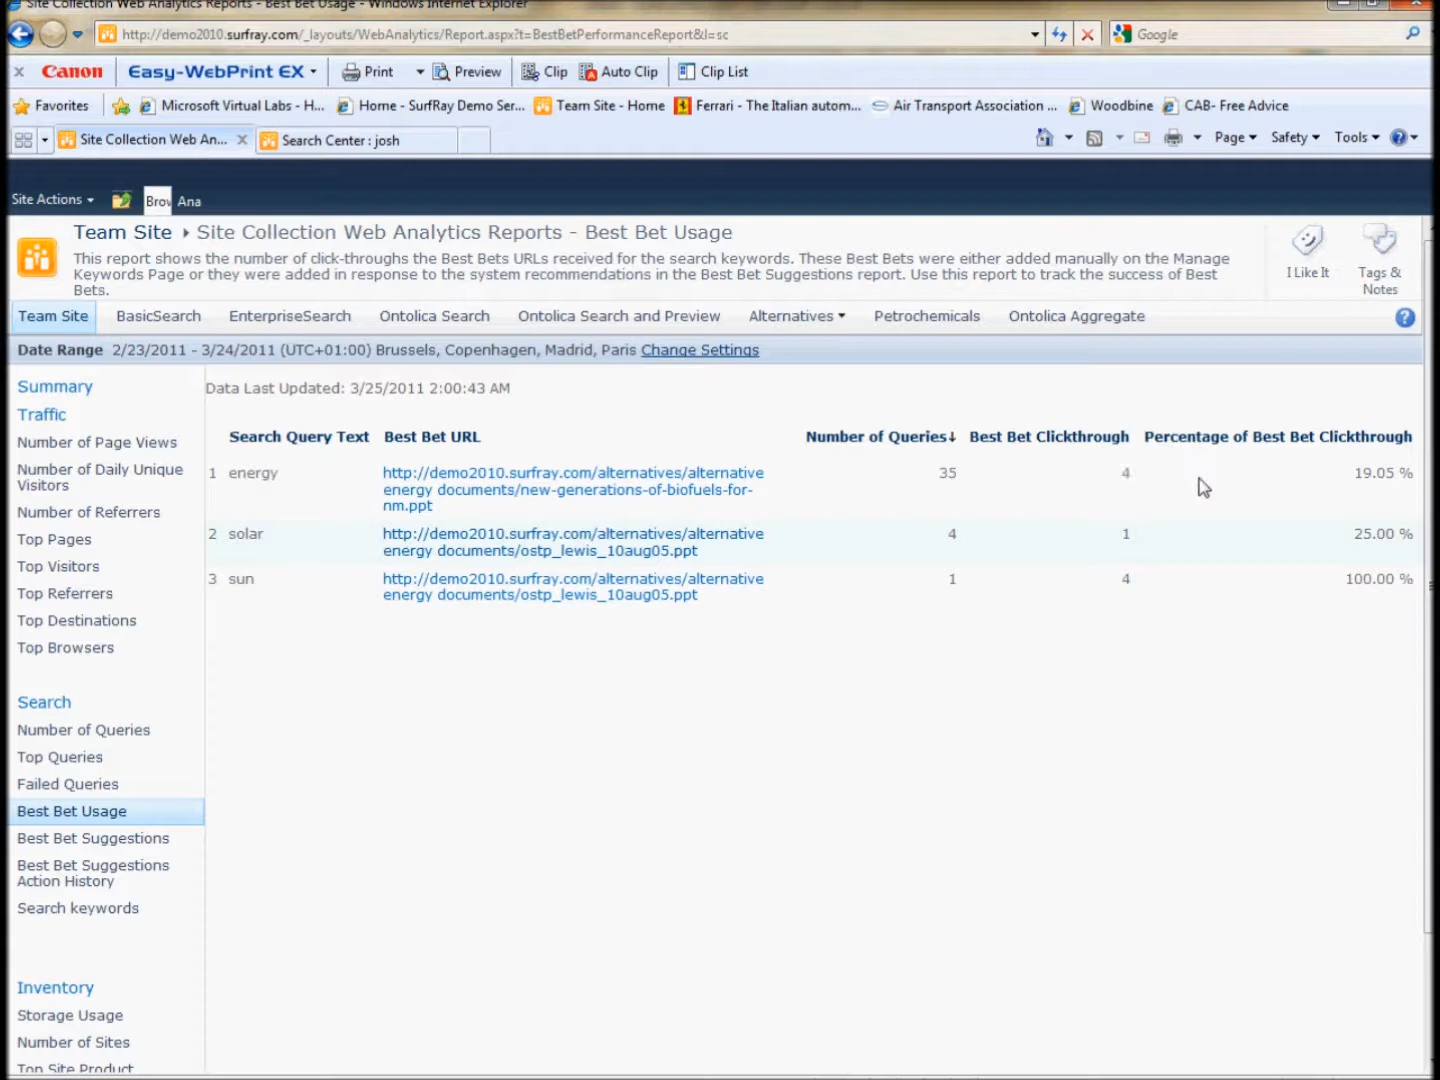 Site Collection Web Analytics Reports - Best Bet Usage - Windows Internet Explorer
http://demo2010.surfray.com/_layouts/WebAnalytics/Report.aspx?t=BestBetPerformanceReport&l=sc
Google
x Canon Easy-WebPrint EX Print Preview Clip Auto Clip Clip List
Favorites Microsoft Virtual Labs - H... Home - SurfRay Demo Ser... Team Site - Home Ferrari - The Italian autom... Air Transport Association ... Woodbine CAB- Free Advice
Site Collection Web An... x Search Center : josh Page Safety Tools
Site Actions Brov Ana
Team Site Site Collection Web Analytics Reports - Best Bet Usage
This report shows the number of click-throughs the Best Bets URLs received for the search keywords. These Best Bets were either added manually on the Manage
Keywords Page or they were added in response to the system recommendations in the Best Bet Suggestions report. Use this report to track the success of Best
Bets.
I Like It
Tags &
Notes
Team Site BasicSearch EnterpriseSearch Ontolica Search Ontolica Search and Preview Alternatives Petrochemicals Ontolica Aggregate
Date Range 2/23/2011 - 3/24/2011 (UTC+01:00) Brussels, Copenhagen, Madrid, Paris Change Settings
Summary
Traffic
Number of Page Views
Number of Daily Unique
Visitors
Number of Referrers
Top Pages
Top Visitors
Top Referrers
Top Destinations
Top Browsers
Search
Number of Queries
Top Queries
Failed Queries
Best Bet Usage
Best Bet Suggestions
Best Bet Suggestions
Action History
Search keywords
Inventory
Storage Usage
Number of Sites
Top Site Product
Data Last Updated: 3/25/2011 2:00:43 AM
Search Query Text Best Bet URL Number of Queries↓ Best Bet Clickthrough Percentage of Best Bet Clickthrough
1 energy http://demo2010.surfray.com/alternatives/alternative 35 4 19.05 %
energy documents/new-generations-of-biofuels-for-
nm.ppt
2 solar http://demo2010.surfray.com/alternatives/alternative 4 1 25.00 %
energy documents/ostp_lewis_10aug05.ppt
3 sun http://demo2010.surfray.com/alternatives/alternative 1 4 100.00 %
energy documents/ostp_lewis_10aug05.ppt